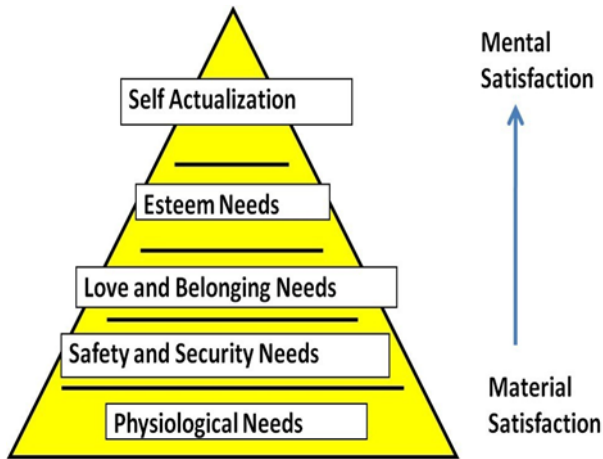 Mental
Satisfaction
Self Actualization
Esteem Needs
Love and Belonging Needs
Safety and Security Needs
Physiological Needs
Material
Satisfaction